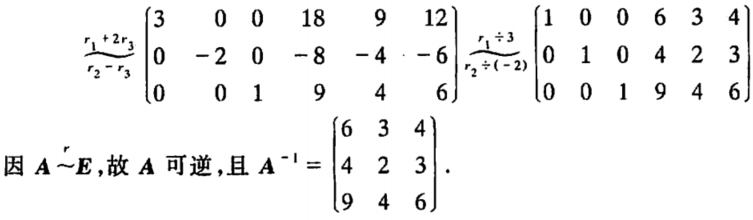 r₁+2r₃ ~ r₂-r₃ (3 0 0 18 9 12 r₁÷3 ~ r₂÷(-2) (1 0 0 6 3 4
0 -2 0 -8 -4 -6 0 1 0 4 2 3
0 0 1 9 4 6) 0 0 1 9 4 6)
(6 3 4
因 A ~ʳ E,故 A 可逆,且 A⁻¹ = 4 2 3 .
9 4 6)